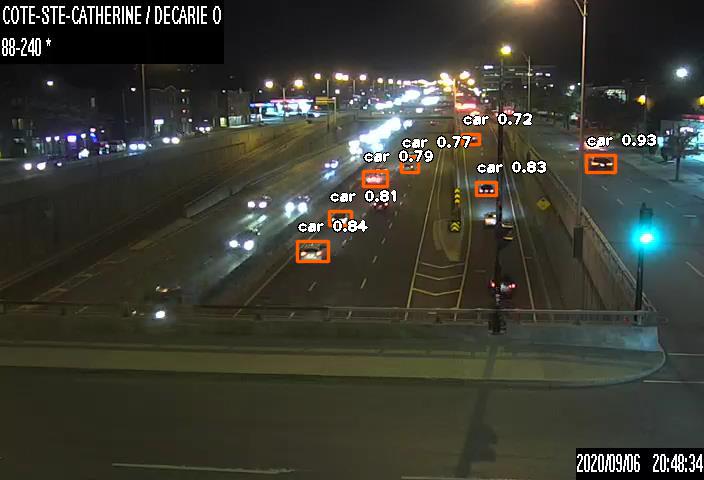 COTE-STE-CATHERINE / DECARIE O
88-240 *
car 0.72
car 0.77
car 0.93
car 0.79
car 0.83
car 0.81
car 0.84
2020/09/06 20:48:34